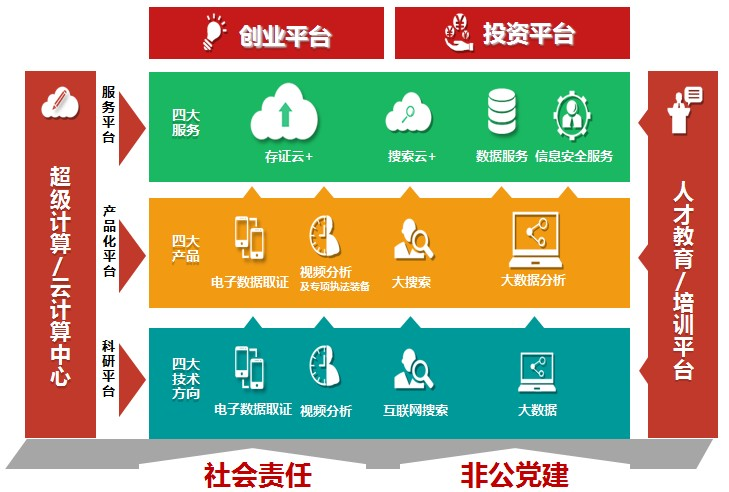 创业平台
投资平台
服务平台
超级计算/云计算中心
产品化平台
科研平台
四大
服务
存证云+
搜索云+
数据服务
信息安全服务
四大
产品
电子数据取证
视频分析
及专项执法装备
大搜索
大数据分析
四大
技术
方向
电子数据取证
视频分析
互联网搜索
大数据
人才教育/培训平台
社会责任
非公党建